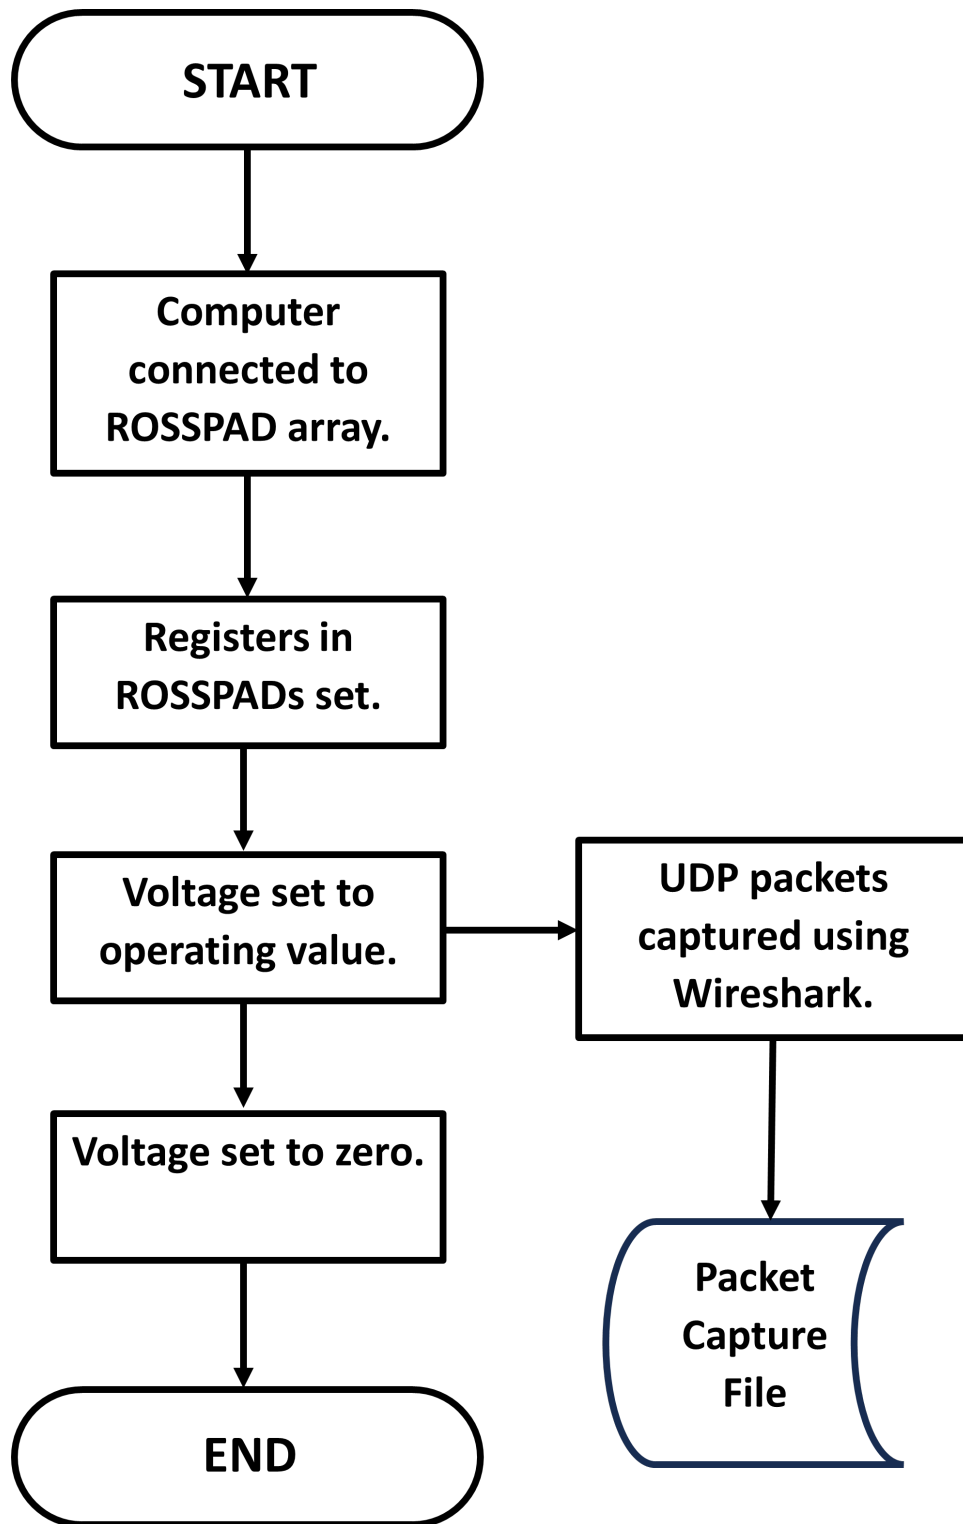 START
Computer
connected to
ROSSPAD array.
Registers in
ROSSPADs set.
Voltage set to
operating value.
UDP packets
captured using
Wireshark.
Voltage set to zero.
Packet
Capture
File
END